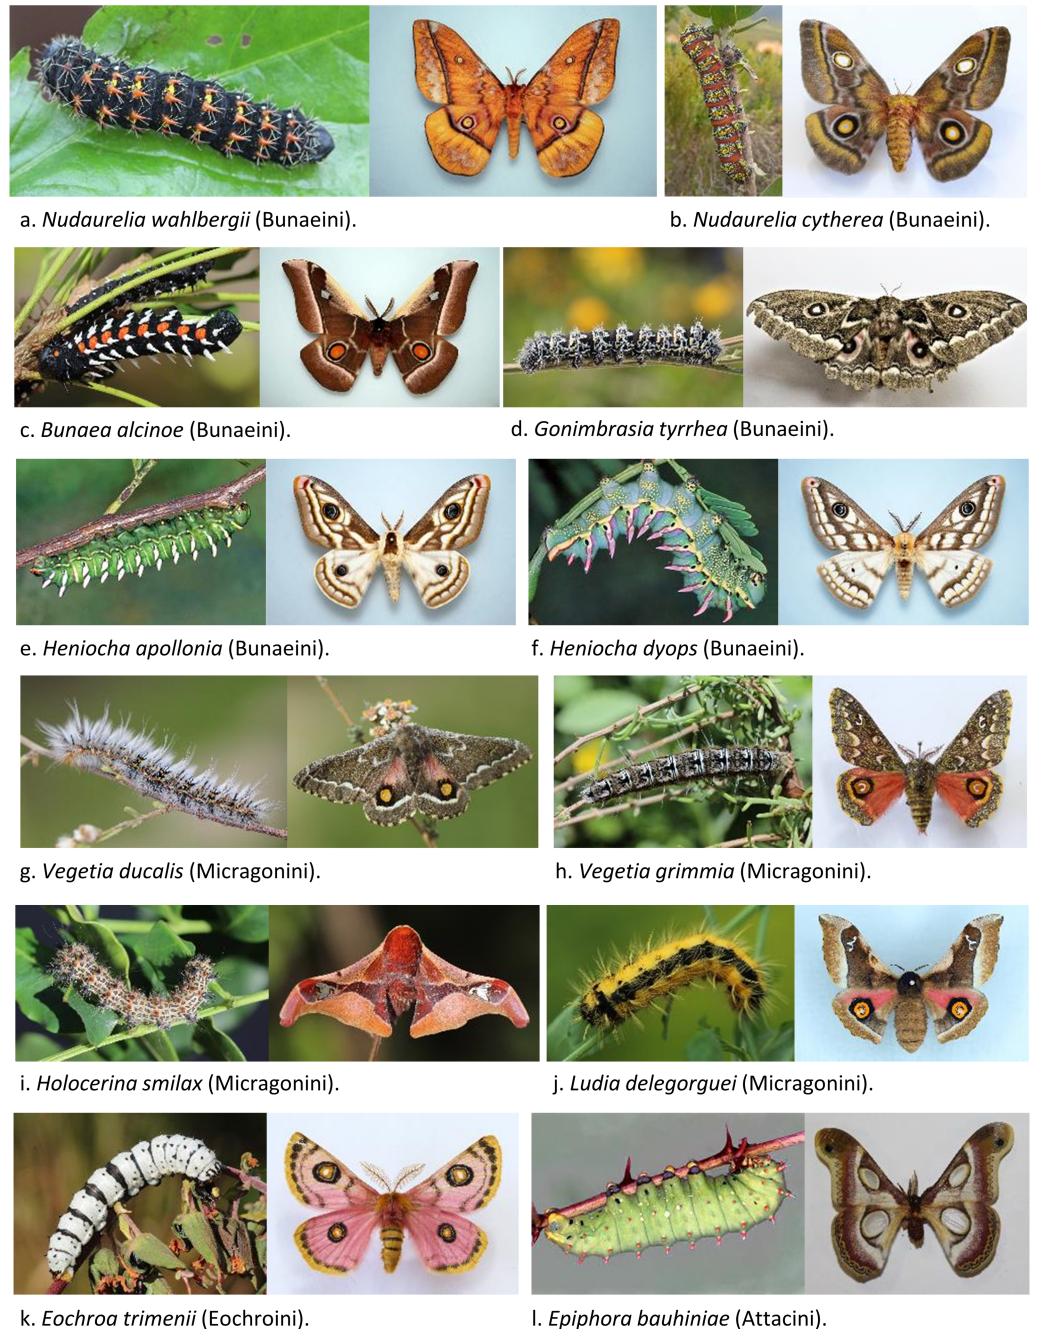 a. Nudaurelia wahlbergii (Bunaeini).
b. Nudaurelia cytherea (Bunaeini).
c. Bunaea alcinoe (Bunaeini).
d. Gonimbrasia tyrrhea (Bunaeini).
e. Heniocha apollonia (Bunaeini).
f. Heniocha dyops (Bunaeini).
g. Vegetia ducalis (Micragonini).
h. Vegetia grimmia (Micragonini).
i. Holocerina smilax (Micragonini).
j. Ludia delegorguei (Micragonini).
k. Eochroa trimenii (Eochroini).
l. Epiphora bauhiniae (Attacini).